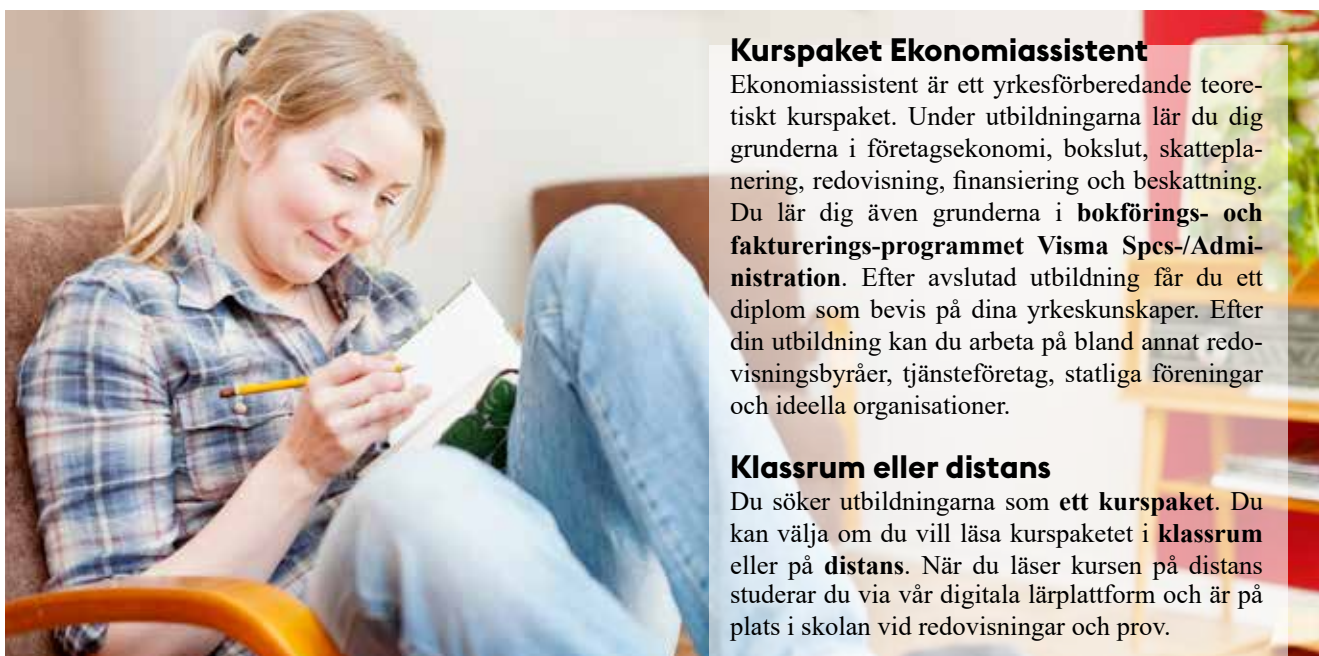 Kurspaket Ekonomiassistent
Ekonomiassistent är ett yrkesförberedande teore-
tiskt kurspaket. Under utbildningarna lär du dig
grunderna i företagsekonomi, bokslut, skattepla-
nering, redovisning, finansiering och beskattning.
Du lär dig även grunderna i bokförings- och
fakturerings-programmet Visma Spcs-/Admi-
nistration. Efter avslutad utbildning får du ett
diplom som bevis på dina yrkeskunskaper. Efter
din utbildning kan du arbeta på bland annat redo-
visningsbyråer, tjänsteföretag, statliga föreningar
och ideella organisationer.
Klassrum eller distans
Du söker utbildningarna som ett kurspaket. Du
kan välja om du vill läsa kurspaketet i klassrum
eller på distans. När du läser kursen på distans
studerar du via vår digitala lärplattform och är på
plats i skolan vid redovisningar och prov.